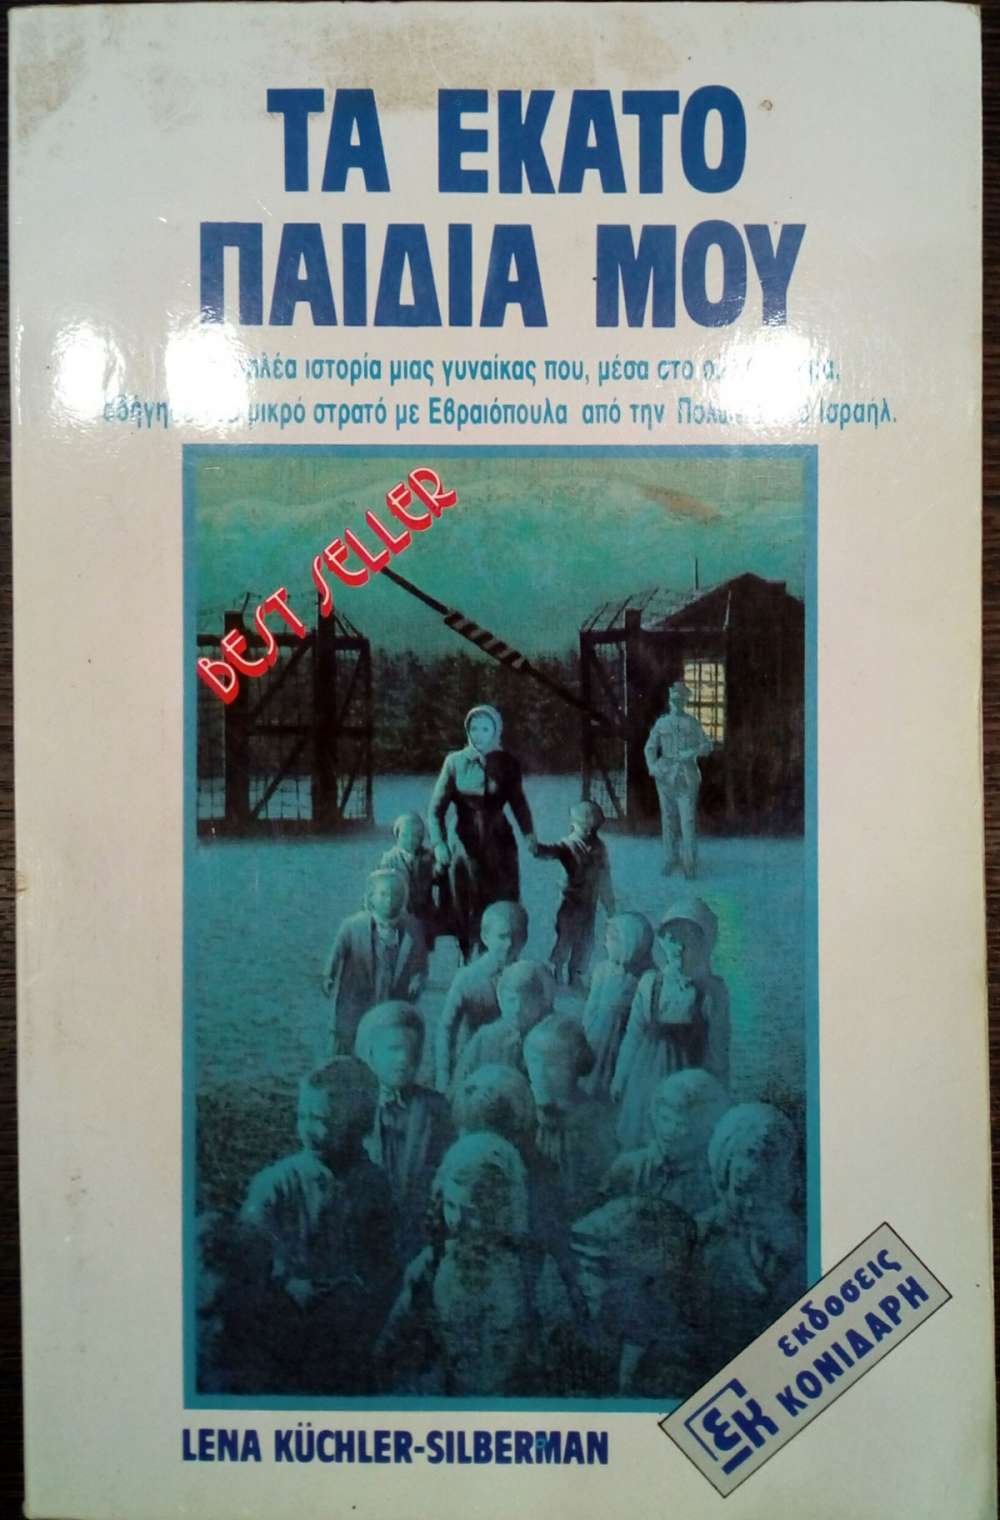 ΤΑ ΕΚΑΤΟ
ΠΑΙΔΙΑ ΜΟΥ
ιστορία μιας γυναίκας που, μέσα στο
μικρό στρατό με Εβραιόπουλα από την Ισραήλ.
BEST SELLER
εκδοσεις
ΕΚ ΚΟΝΙΔΑΡΗ
LENA KÜCHLER-SILBERMAN